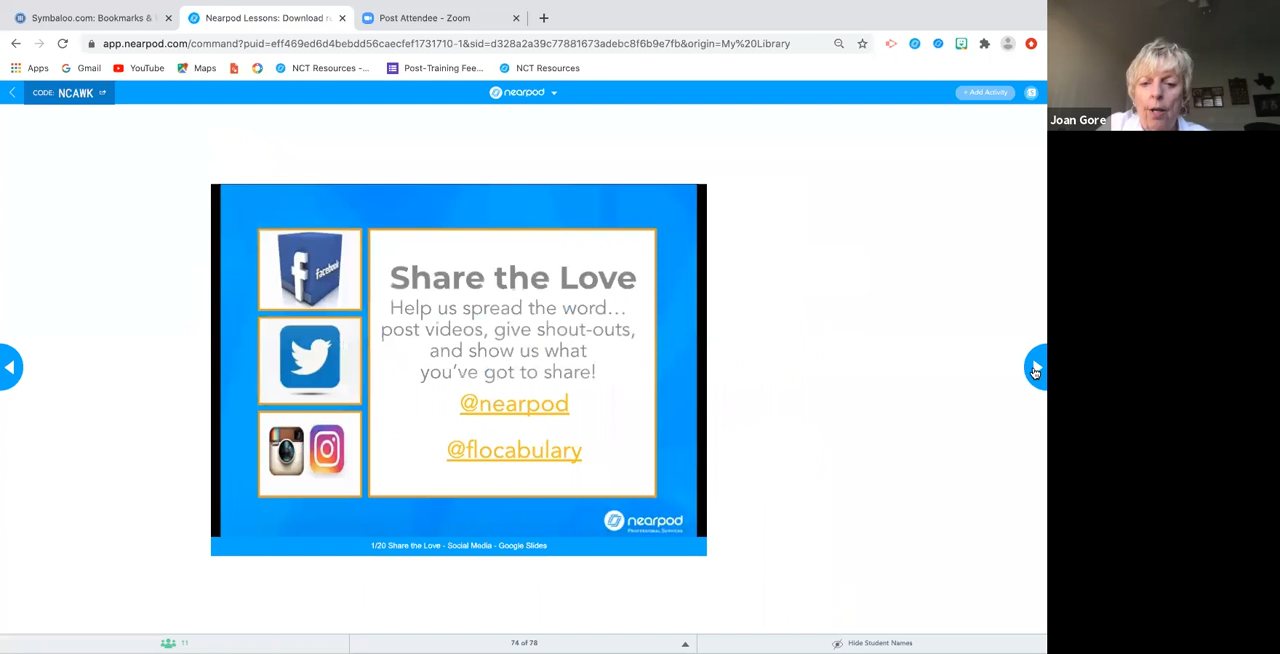 Symbaloo.com: Bookmarks &
Nearpod Lessons: Download r
Post Attendee - Zoom
app.nearpod.com/command?puid=eff469ed6d4bebdd56caecfef1731710-1&sid=d328a2a39c77881673adebc8f6b9e7fb&origin=My%20Library
Apps
Gmail
YouTube
Maps
NCT Resources -...
Post-Training Fee...
NCT Resources
CODE: NCAWK
nearpod
+ Add Activity
Joan Gore
f facebook
Share the Love
Help us spread the word...
post videos, give shout-outs,
and show us what
you've got to share!
@nearpod
@flocabulary
nearpod
PROFESSIONAL SERVICES
1/20 Share the Love - Social Media - Google Slides
11
74 of 78
Hide Student Names